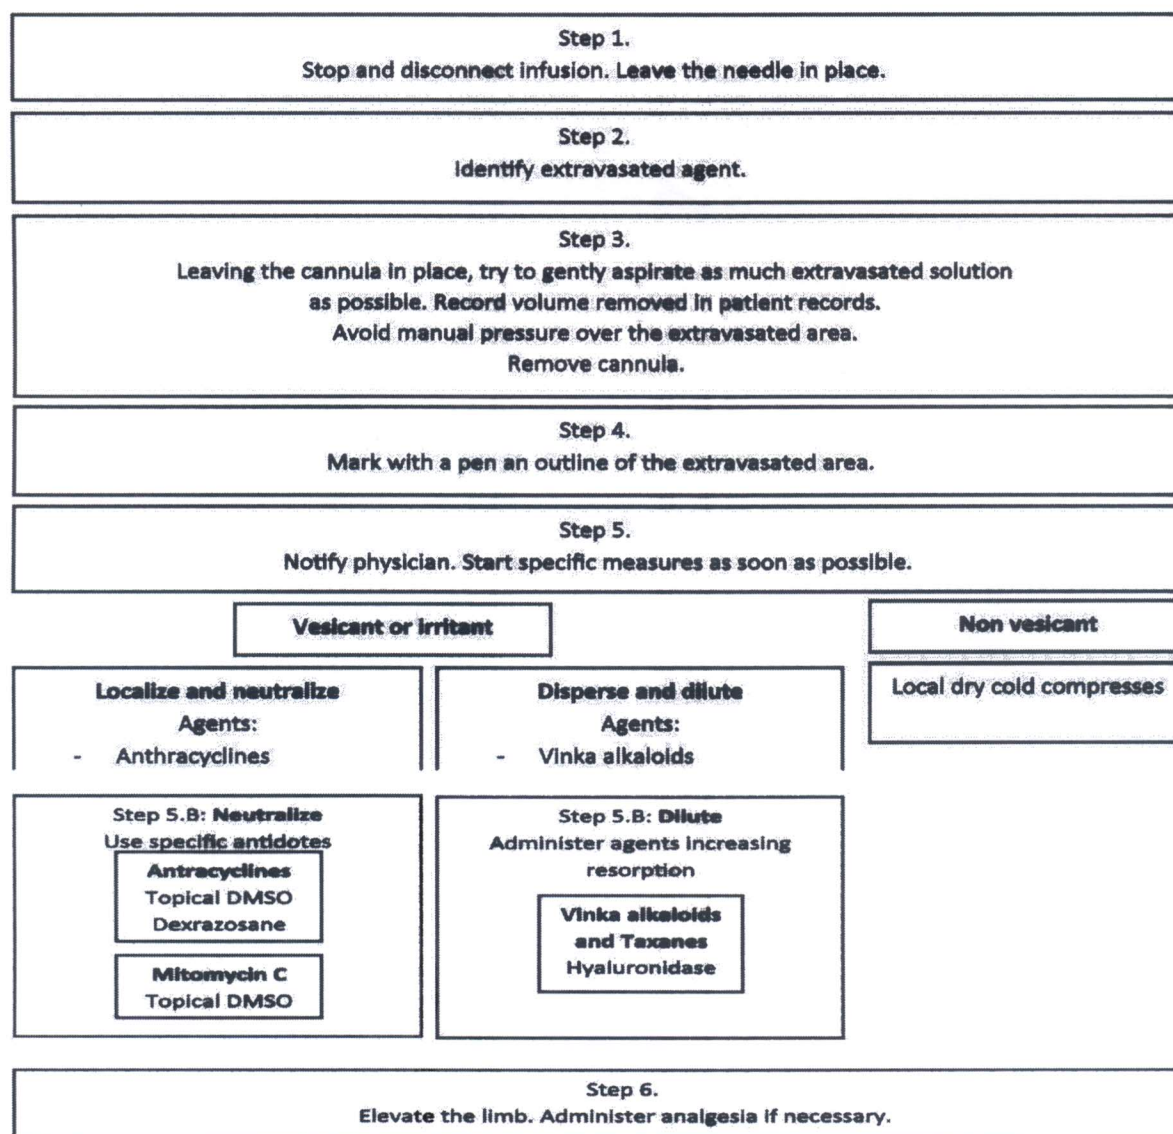 Step 1.
Stop and disconnect infusion. Leave the needle in place.
Step 2.
Identify extravasated agent.
Step 3.
Leaving the cannula in place, try to gently aspirate as much extravasated solution
as possible. Record volume removed in patient records.
Avoid manual pressure over the extravasated area.
Remove cannula.
Step 4.
Mark with a pen an outline of the extravasated area.
Step 5.
Notify physician. Start specific measures as soon as possible.
Vesicant or irritant
Localize and neutralize
Agents:
- Anthracyclines
Disperse and dilute
Agents:
- Vinka alkaloids
Non vesicant
Local dry cold compresses
Step 5.B: Neutralize
Use specific antidotes
Antracyclines
Topical DMSO
Dexrazosane
Mitomycin C
Topical DMSO
Step 5.B: Dilute
Administer agents increasing
resorption
Vinka alkaloids
and Taxanes
Hyaluronidase
Step 6.
Elevate the limb. Administer analgesia if necessary.